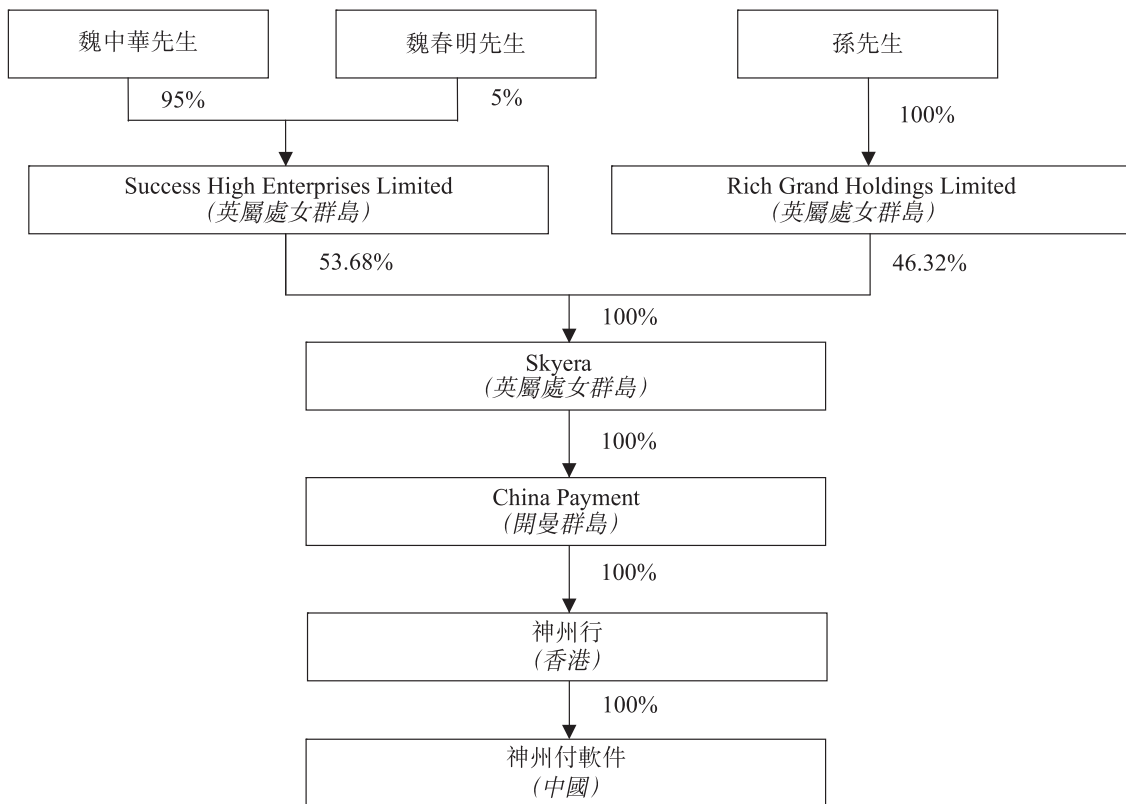 魏中華先生
魏春明先生
孫先生
95%
5%
100%
Success High Enterprises Limited
(英屬處女群島)
Rich Grand Holdings Limited
(英屬處女群島)
53.68%
46.32%
100%
Skyera
(英屬處女群島)
100%
China Payment
(開曼群島)
100%
神州行
(香港)
100%
神州付軟件
(中國)